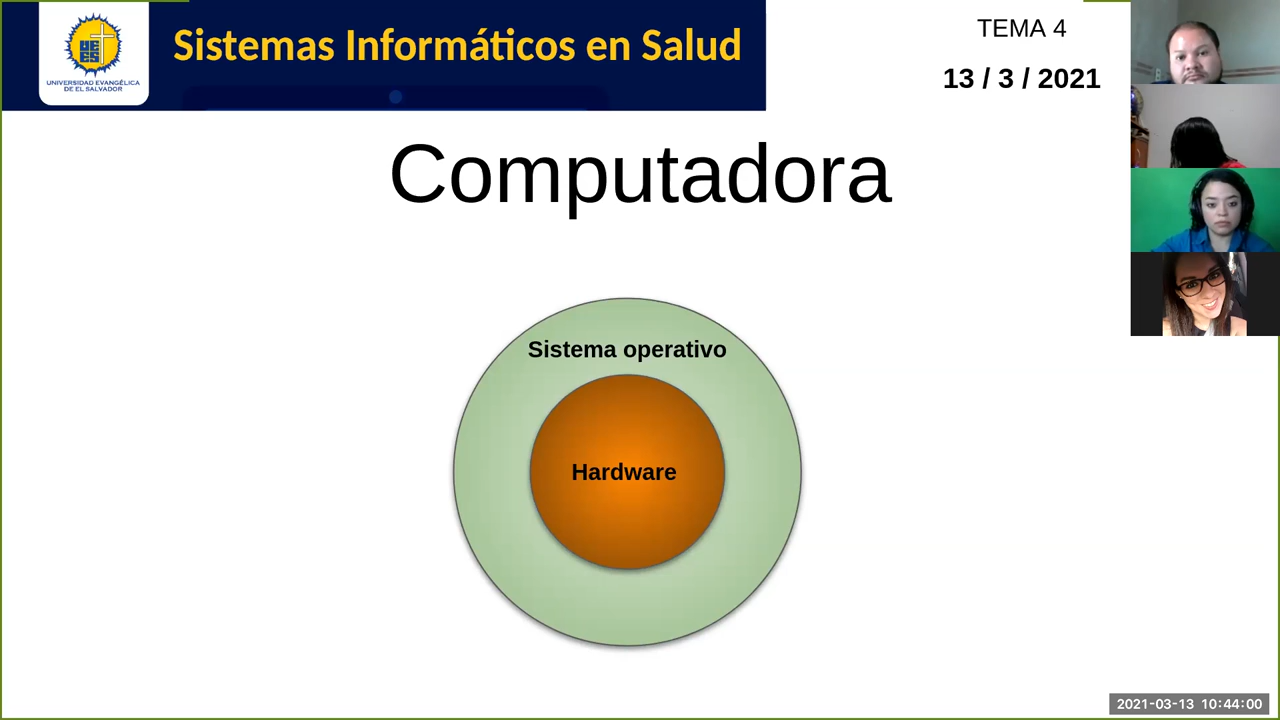 Sistemas Informáticos en Salud
UNIVERSIDAD EVANGÉLICA
DE EL SALVADOR
TEMA 4
13 / 3 / 2021
Computadora
Sistema operativo
Hardware
2021-03-13 10:44:00